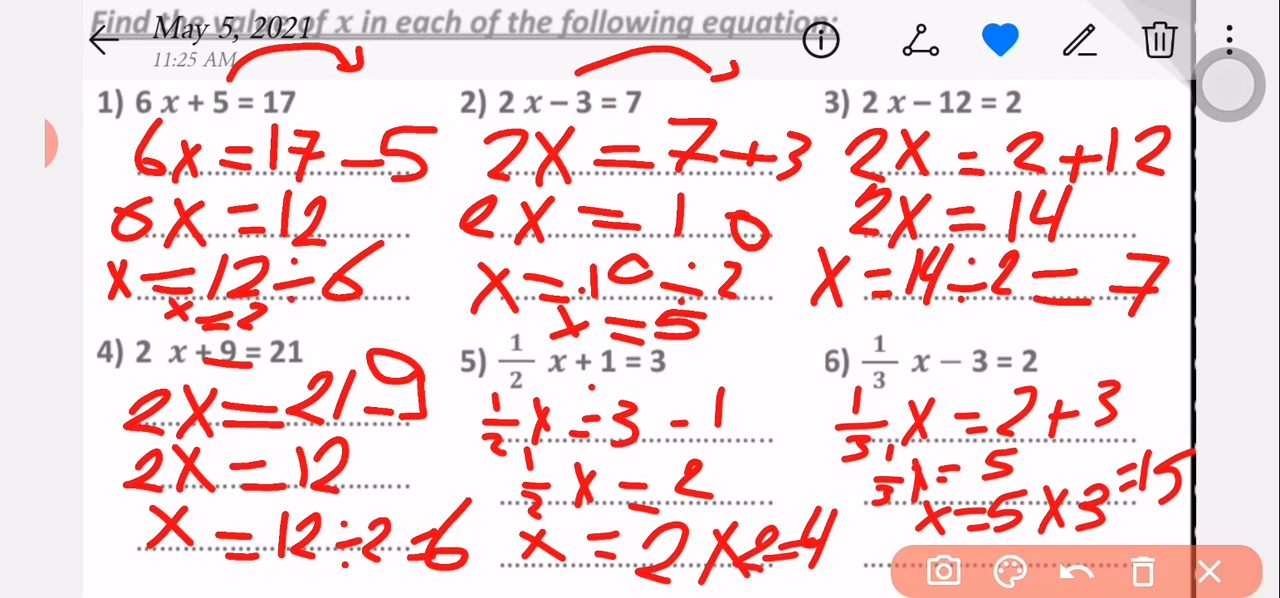 Find the value of x in each of the following equation:
May 5, 2021
11:25 AM
1) 6 x + 5 = 17
6x = 17 - 5
6x = 12
x = 12 ÷ 6
x = 2
2) 2 x – 3 = 7
2x = 7 + 3
2x = 10
x = 10 ÷ 2
x = 5
3) 2 x – 12 = 2
2x = 2 + 12
2x = 14
x = 14 ÷ 2 = 7
4) 2 x + 9 = 21
2x = 21 - 9
2x = 12
x = 12 ÷ 2 = 6
5) 1/2 x + 1 = 3
1/2 x = 3 - 1
1/2 x = 2
x = 2 x 2 = 4
6) 1/3 x – 3 = 2
1/3 x = 2 + 3
1/3 x = 5
x = 5 x 3 = 15